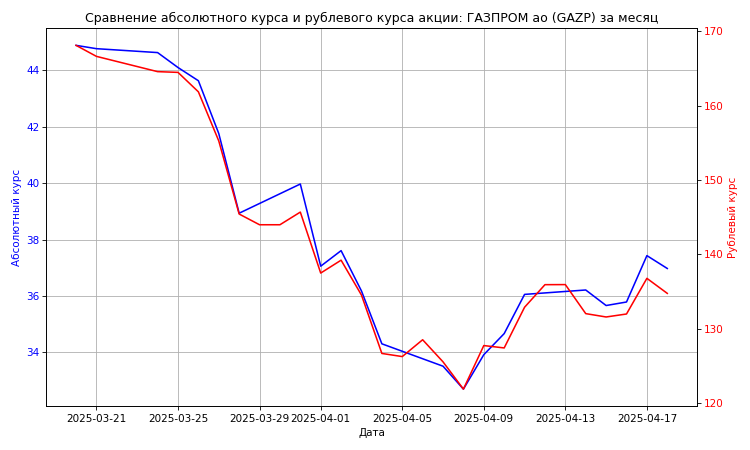 Сравнение абсолютного курса и рублевого курса акции: ГАЗПРОМ ао (GAZP) за месяц
Абсолютный курс
44
42
40
38
36
34
170
160
150
140
130
120
Рублевый курс
2025-03-21 2025-03-25 2025-03-29 2025-04-01 2025-04-05 2025-04-09 2025-04-13 2025-04-17
Дата